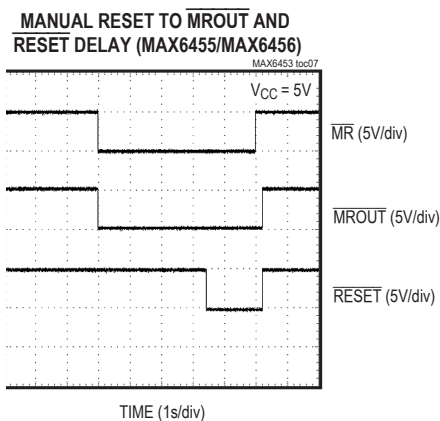 MANUAL RESET TO MROUT AND
RESET DELAY (MAX6455/MAX6456)
MAX6453 toc07
VCC = 5V
MR (5V/div)
MROUT (5V/div)
RESET (5V/div)
TIME (1s/div)